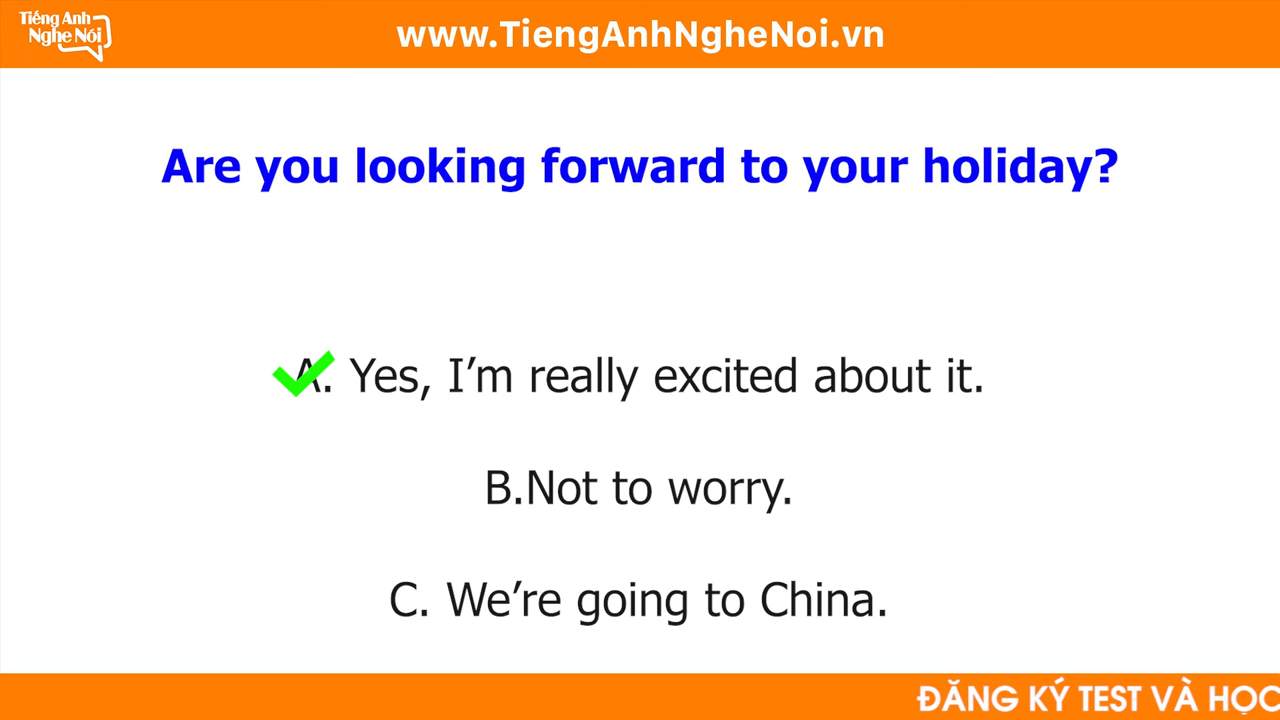 Tiếng Anh
Nghe Nói
www.TiengAnhNgheNoi.vn
Are you looking forward to your holiday?
A. Yes, I’m really excited about it.
B.Not to worry.
C. We’re going to China.
ĐĂNG KÝ TEST VÀ HỌC